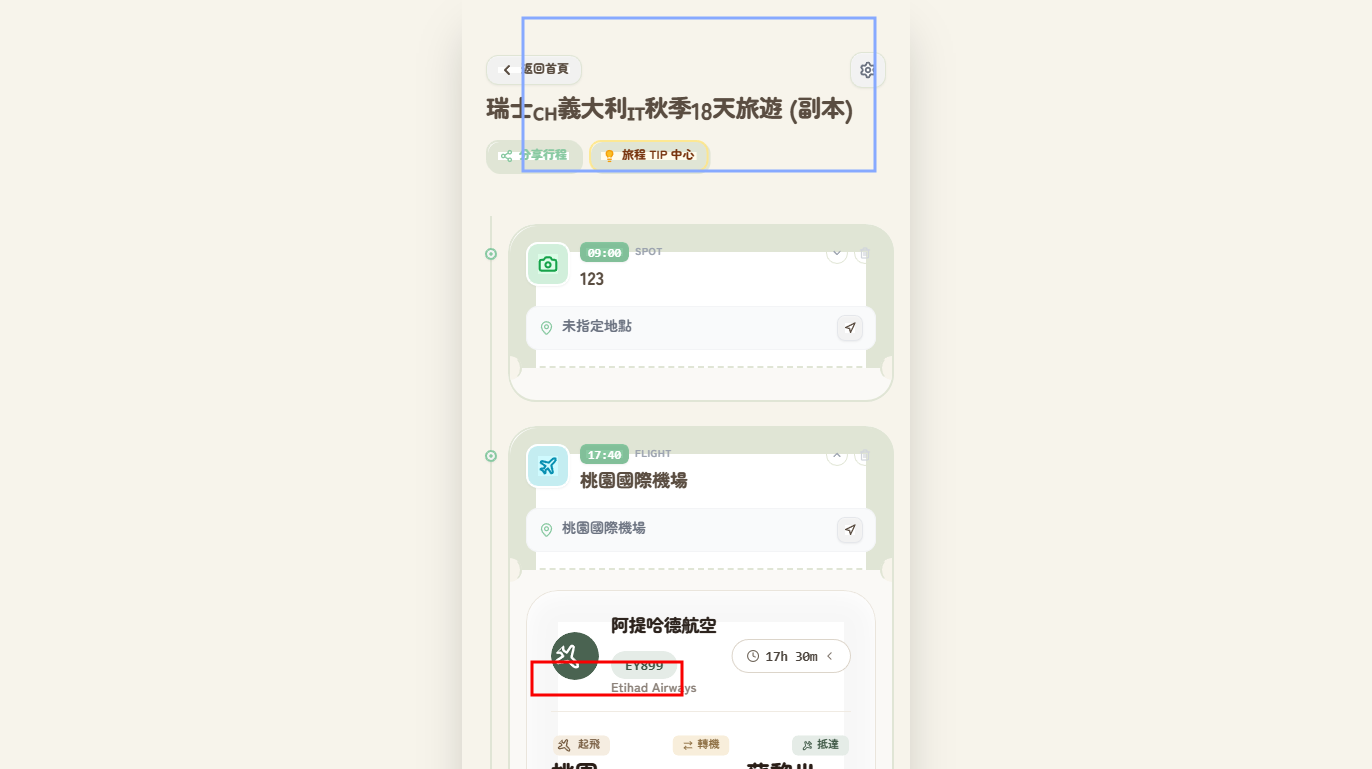 返回首頁
瑞士CH義大利IT秋季18天旅遊 (副本)
分享行程
旅程 TIP 中心
09:00 SPOT
123
未指定地點
17:40 FLIGHT
桃園國際機場
桃園國際機場
阿提哈德航空
EY899
17h 30m
Etihad Airways
起飛
轉機
抵達
桃園